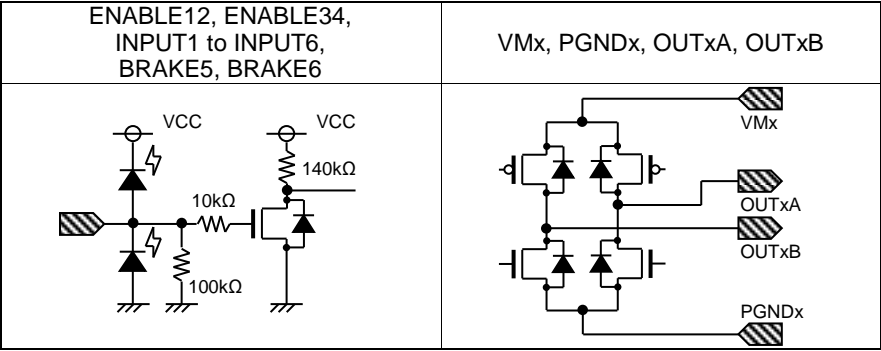 ENABLE12, ENABLE34,
INPUT1 to INPUT6,
BRAKE5, BRAKE6
VMx, PGNDx, OUTxA, OUTxB
VCC
VCC
140kΩ
10kΩ
100kΩ
VMx
OUTxA
OUTxB
PGNDx